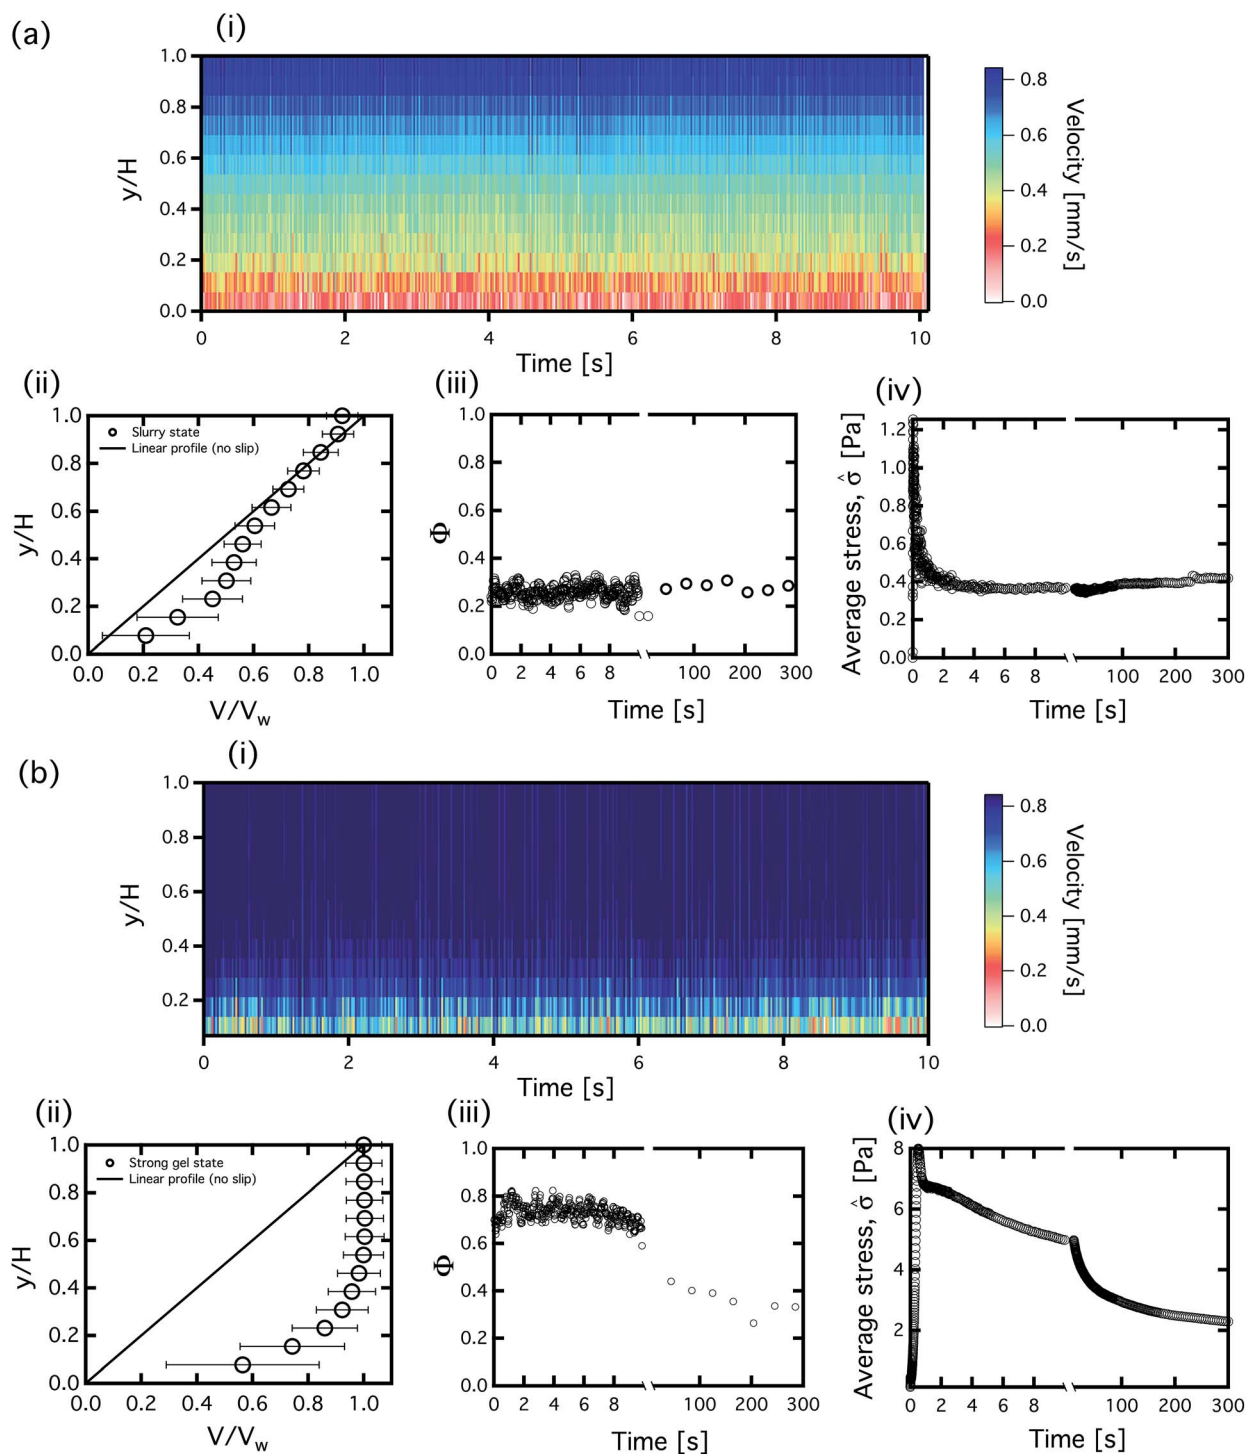 (a)
(i)
1.0
0.8
0.6
0.4
0.2
0.0
y/H
0 2 4 6 8 10
Time [s]
0.8
0.6
0.4
0.2
0.0
Velocity [mm/s]
(ii)
1.0
0.8
0.6
0.4
0.2
0.0
y/H
Slurry state
Linear profile (no slip)
0.0 0.2 0.4 0.6 0.8 1.0
V/Vw
(iii)
1.0
0.8
0.6
0.4
0.2
0.0
Φ
0 2 4 6 8 100 200 300
Time [s]
(iv)
1.2
1.0
0.8
0.6
0.4
0.2
0.0
Average stress, σ̂ [Pa]
0 2 4 6 8 100 200 300
Time [s]
(b)
(i)
1.0
0.8
0.6
0.4
0.2
y/H
0 2 4 6 8 10
Time [s]
0.8
0.6
0.4
0.2
0.0
Velocity [mm/s]
(ii)
1.0
0.8
0.6
0.4
0.2
0.0
y/H
Strong gel state
Linear profile (no slip)
0.0 0.2 0.4 0.6 0.8 1.0
V/Vw
(iii)
1.0
0.8
0.6
0.4
0.2
0.0
Φ
0 2 4 6 8 100 200 300
Time [s]
(iv)
8
6
4
2
Average stress, σ̂ [Pa]
0 2 4 6 8 100 200 300
Time [s]